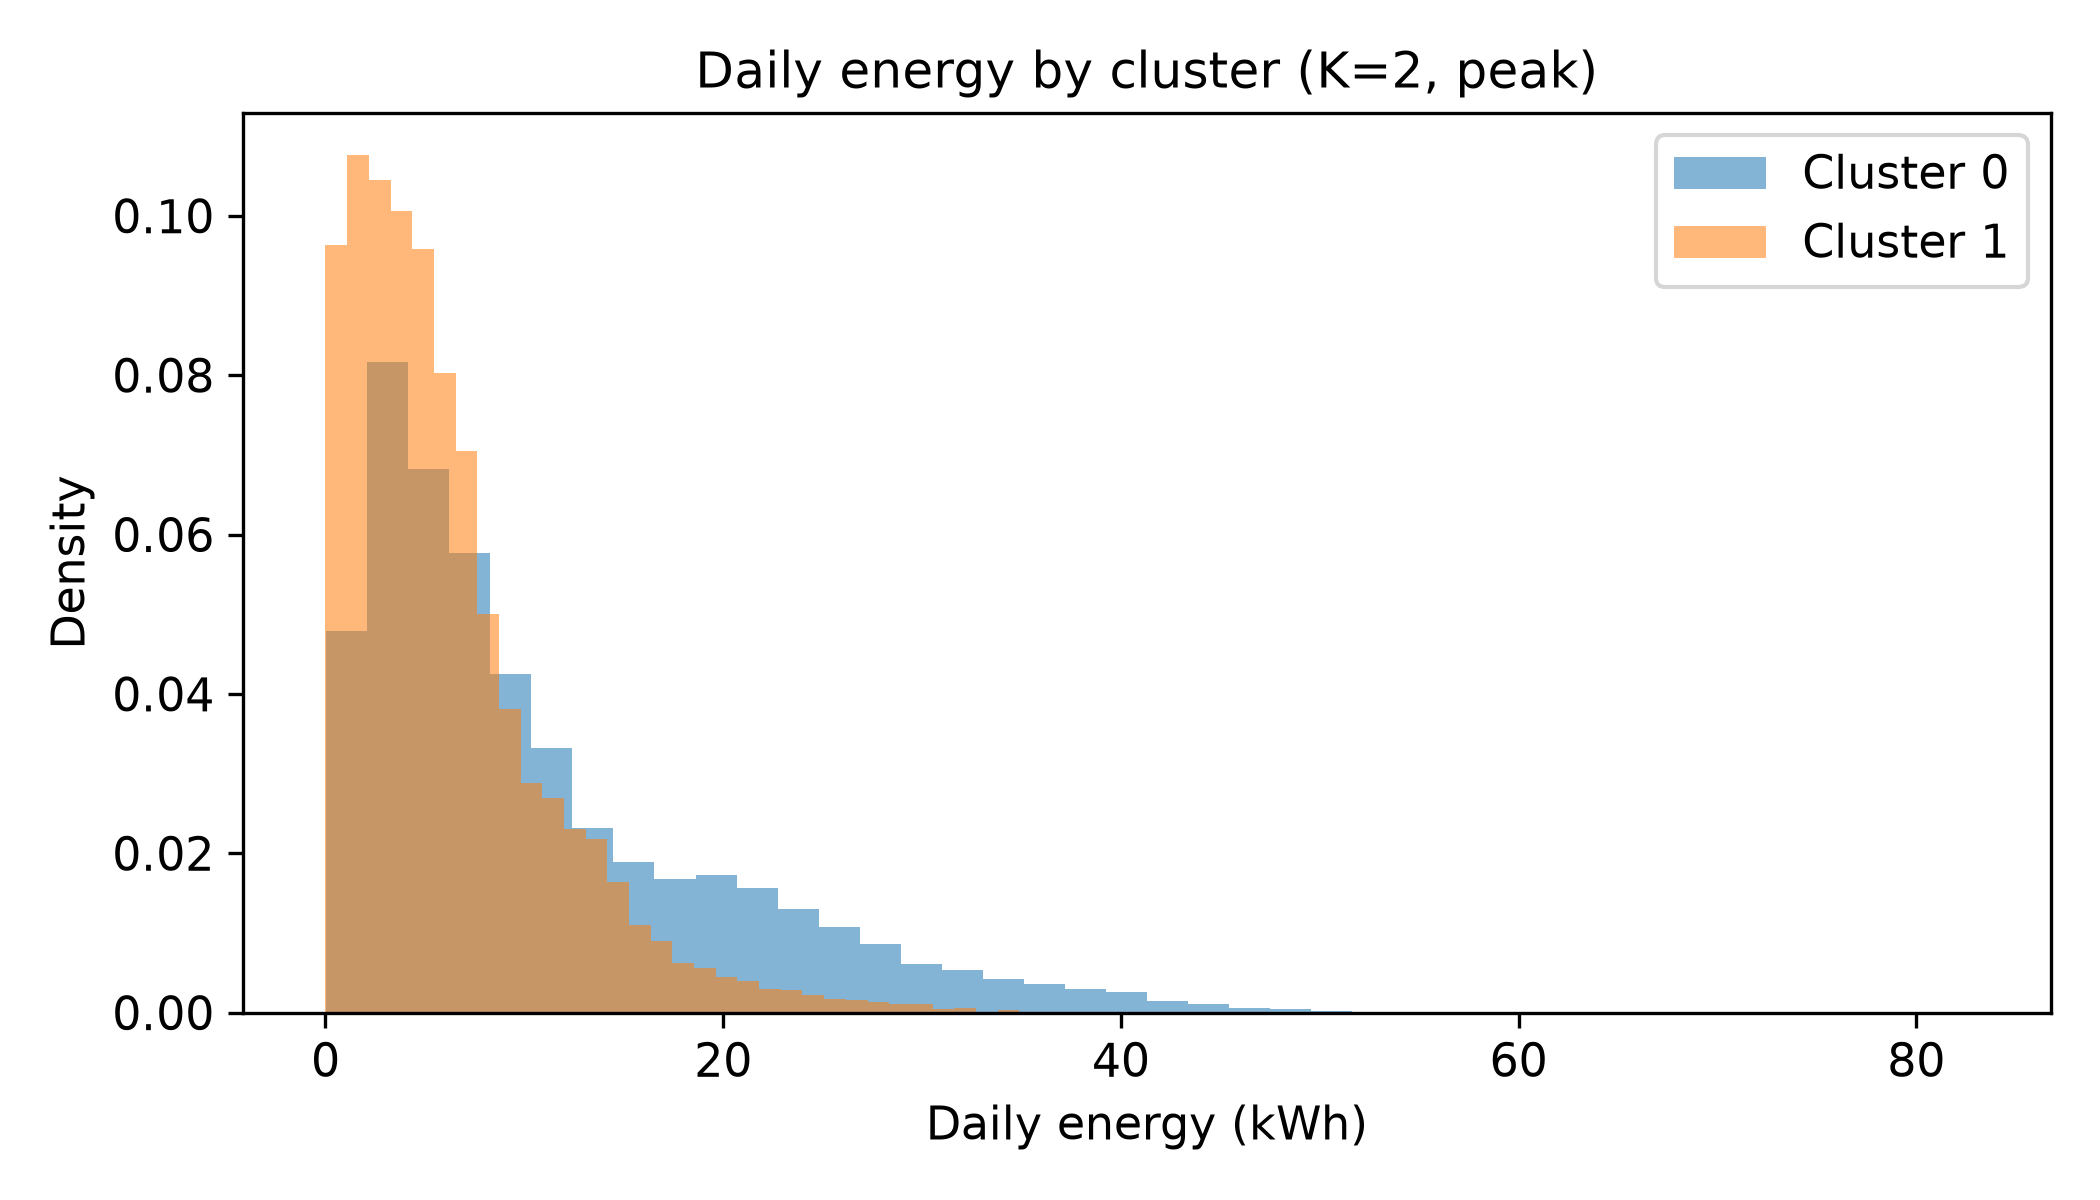 Daily energy by cluster (K=2, peak)
Cluster 0
Cluster 1
Density
0.10
0.08
0.06
0.04
0.02
0.00
0 20 40 60 80
Daily energy (kWh)